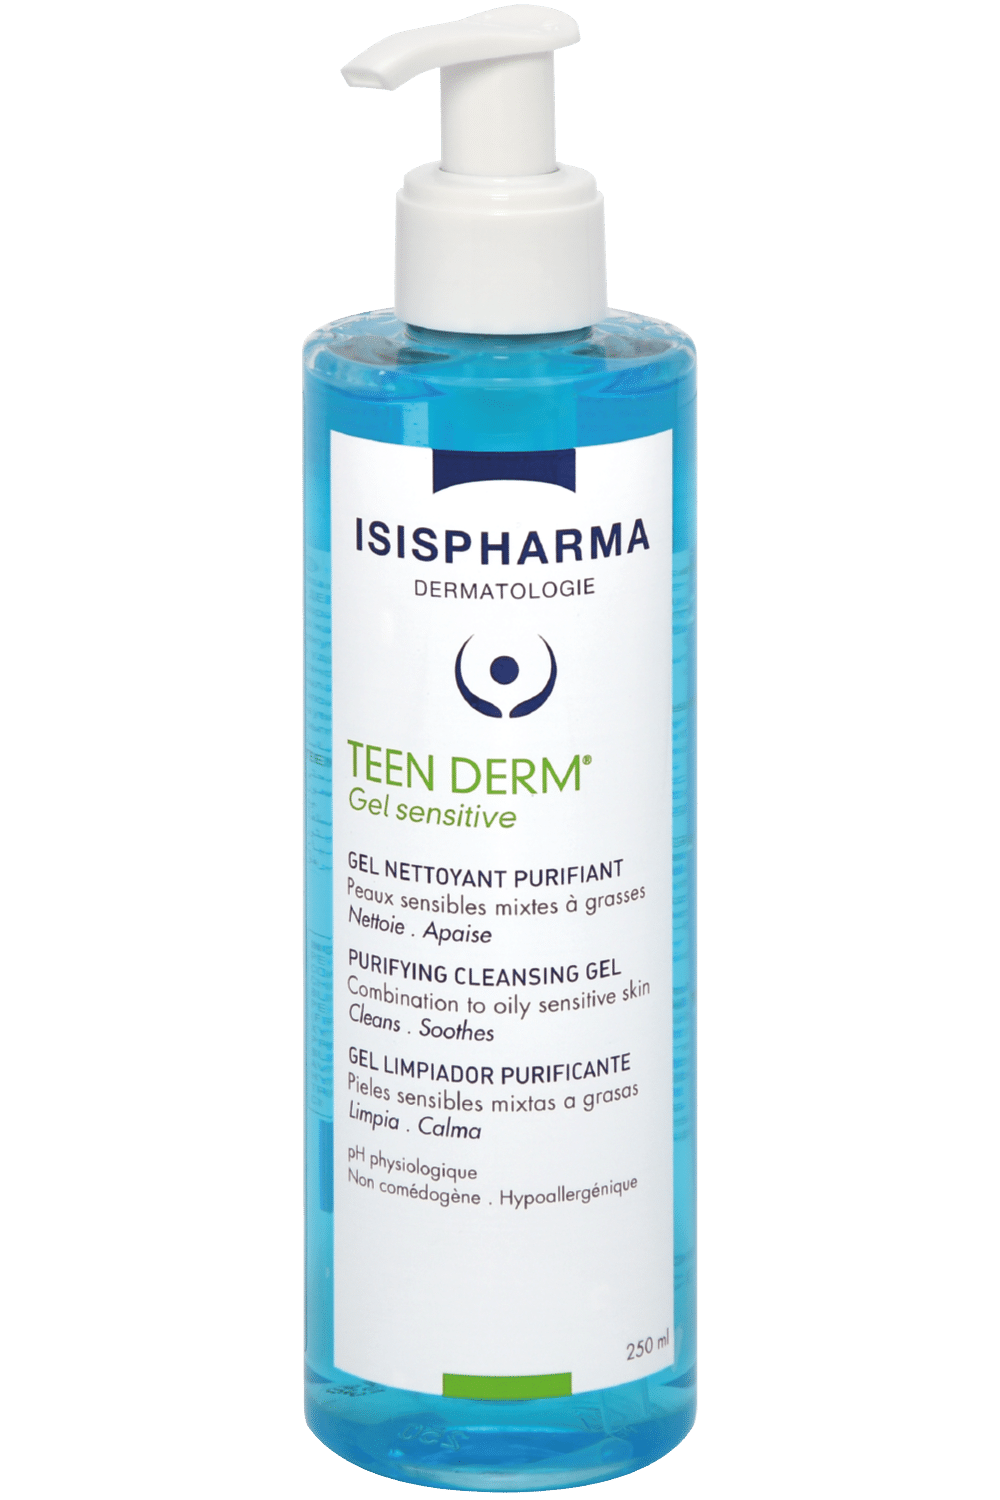 ISISPHARMA
DERMATOLOGIE
TEEN DERM®
Gel sensitive
GEL NETTOYANT PURIFIANT
Peaux sensibles mixtes à grasses
Nettoie . Apaise
PURIFYING CLEANSING GEL
Combination to oily sensitive skin
Cleans . Soothes
GEL LIMPIADOR PURIFICANTE
Pieles sensibles mixtas a grasas
Limpia . Calma
pH physiologique
Non comédogène . Hypoallergénique
250 ml